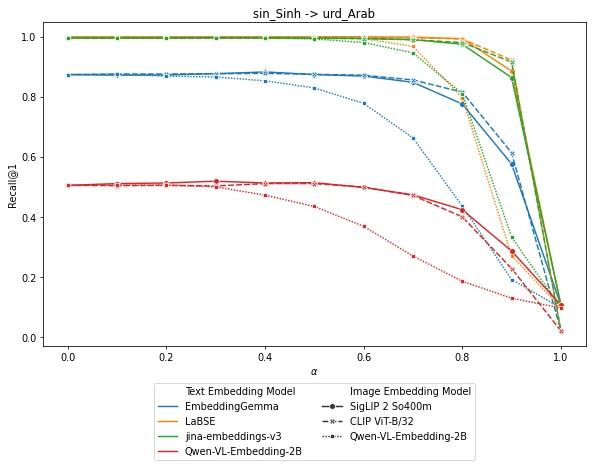 sin_Sinh -> urd_Arab
1.0
0.8
0.6
0.4
0.2
0.0
Recall@1
0.0 0.2 0.4 0.6 0.8 1.0
α
Text Embedding Model
EmbeddingGemma
LaBSE
jina-embeddings-v3
Qwen-VL-Embedding-2B
Image Embedding Model
SigLIP 2 So400m
CLIP ViT-B/32
Qwen-VL-Embedding-2B